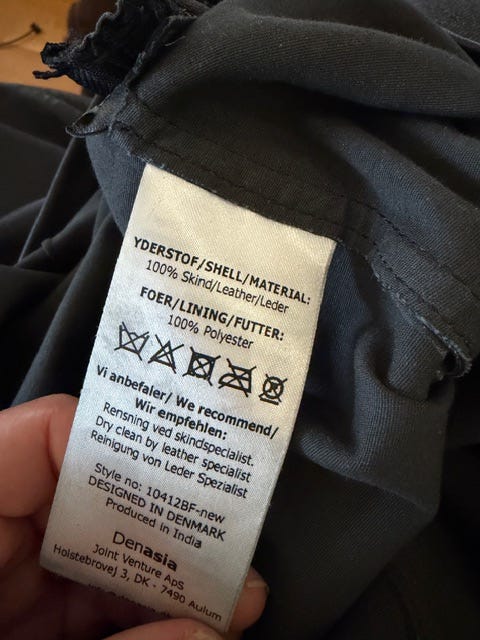 YDERSTOF/SHELL/MATERIAL:
100% Skind/Leather/Leder
FOER/LINING/FUTTER:
100% Polyester
Vi anbefaler/ We recommend/
Wir empfehlen:
Rensning ved skindspecialist.
Dry clean by leather specialist
Reinigung von Leder Spezialist
Style no: 10412BF-new
DESIGNED IN DENMARK
Produced in India
Denasia
Joint Venture ApS
Holstebrovej 3, DK - 7490 Aulum